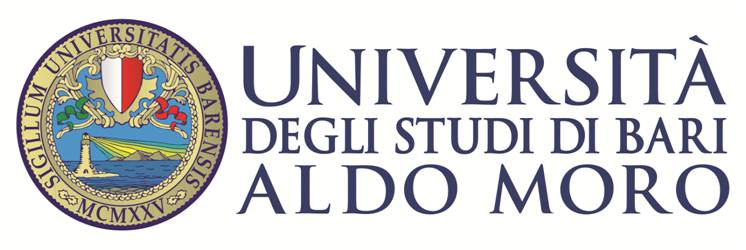 SIGILLUM UNIVERSITATIS BARENSIS
MCMXXV
UNIVERSITÀ
DEGLI STUDI DI BARI
ALDO MORO